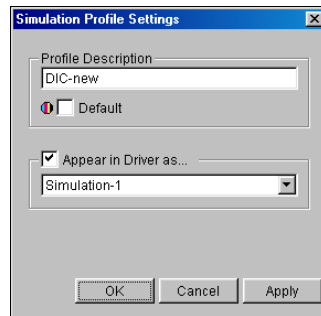 Simulation Profile Settings
Profile Description
DIC-new
Default
Appear in Driver as...
Simulation-1
OK Cancel Apply